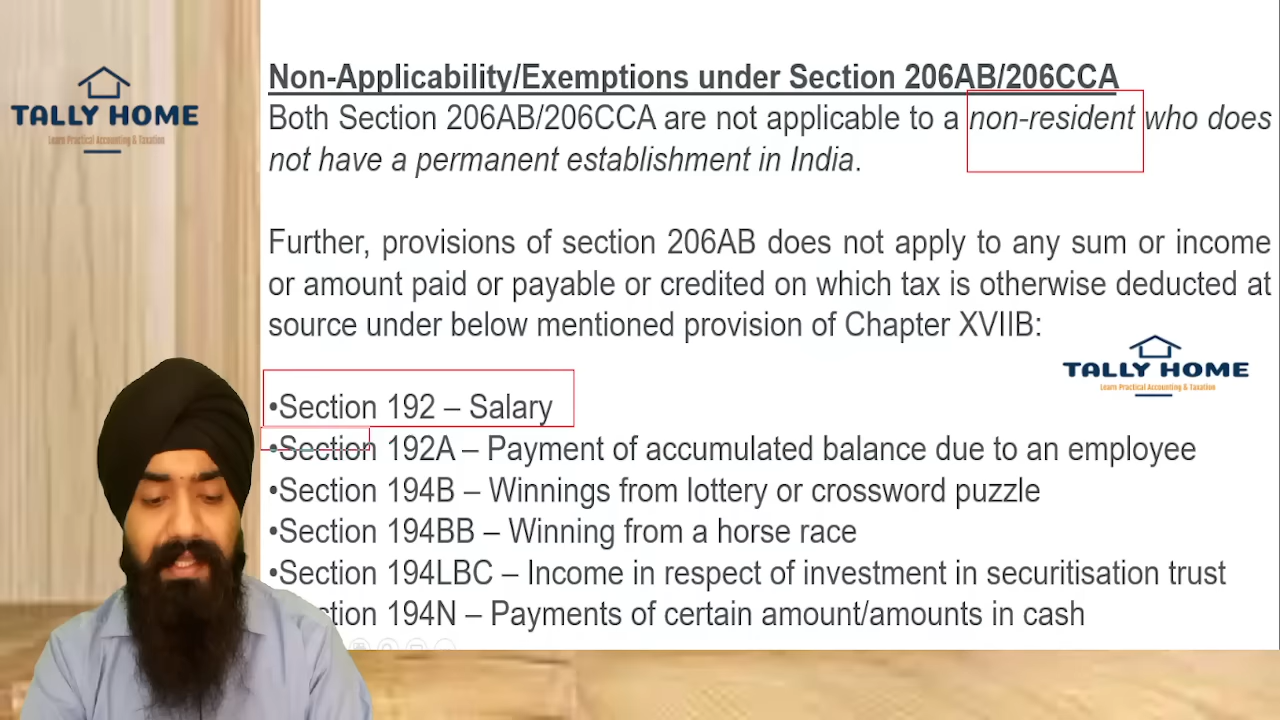 TALLY HOME
Learn Practical Accounting & Taxation
Non-Applicability/Exemptions under Section 206AB/206CCA
Both Section 206AB/206CCA are not applicable to a non-resident who does
not have a permanent establishment in India.
Further, provisions of section 206AB does not apply to any sum or income
or amount paid or payable or credited on which tax is otherwise deducted at
source under below mentioned provision of Chapter XVIIB:
TALLY HOME
Learn Practical Accounting & Taxation
•Section 192 – Salary
•Section 192A – Payment of accumulated balance due to an employee
•Section 194B – Winnings from lottery or crossword puzzle
•Section 194BB – Winning from a horse race
•Section 194LBC – Income in respect of investment in securitisation trust
ction 194N – Payments of certain amount/amounts in cash